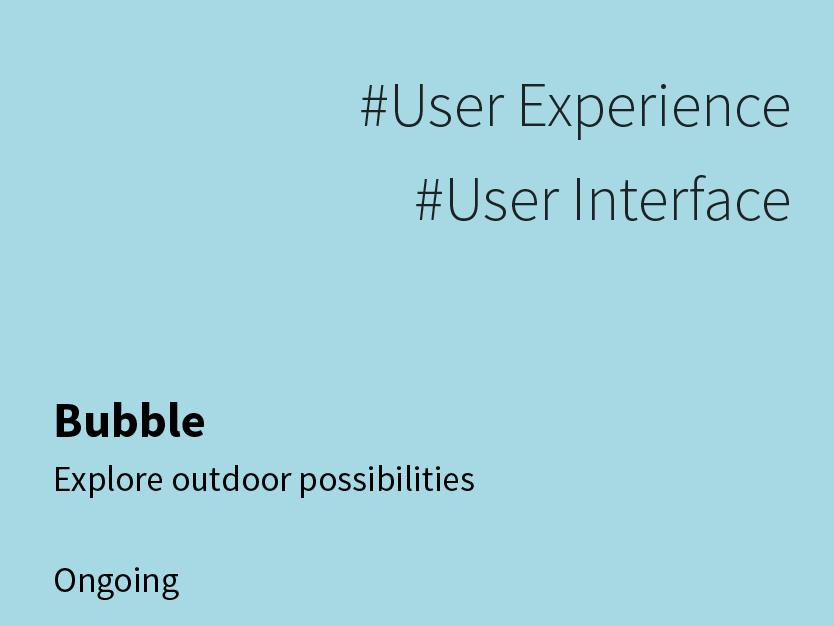 #User Experience
#User Interface
Bubble
Explore outdoor possibilities
Ongoing